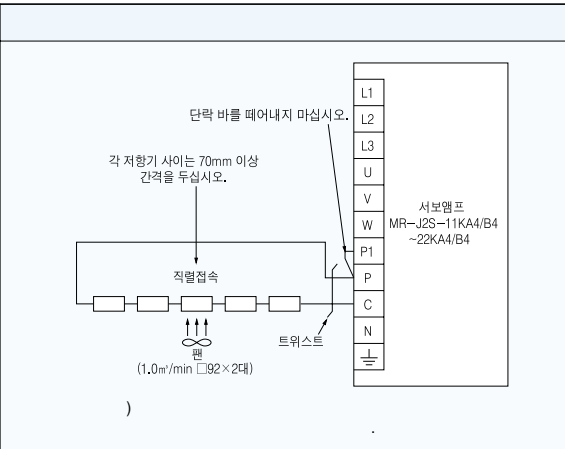 단락 바를 떼어내지 마십시오.
각 저항기 사이는 70mm 이상
간격을 두십시오.
직렬접속
팬
(1.0㎥/min □92×2대)
트위스트
L1
L2
L3
U
V
W
P1
P
C
N
서보앰프
MR-J2S-11KA4/B4
~22KA4/B4
)
.